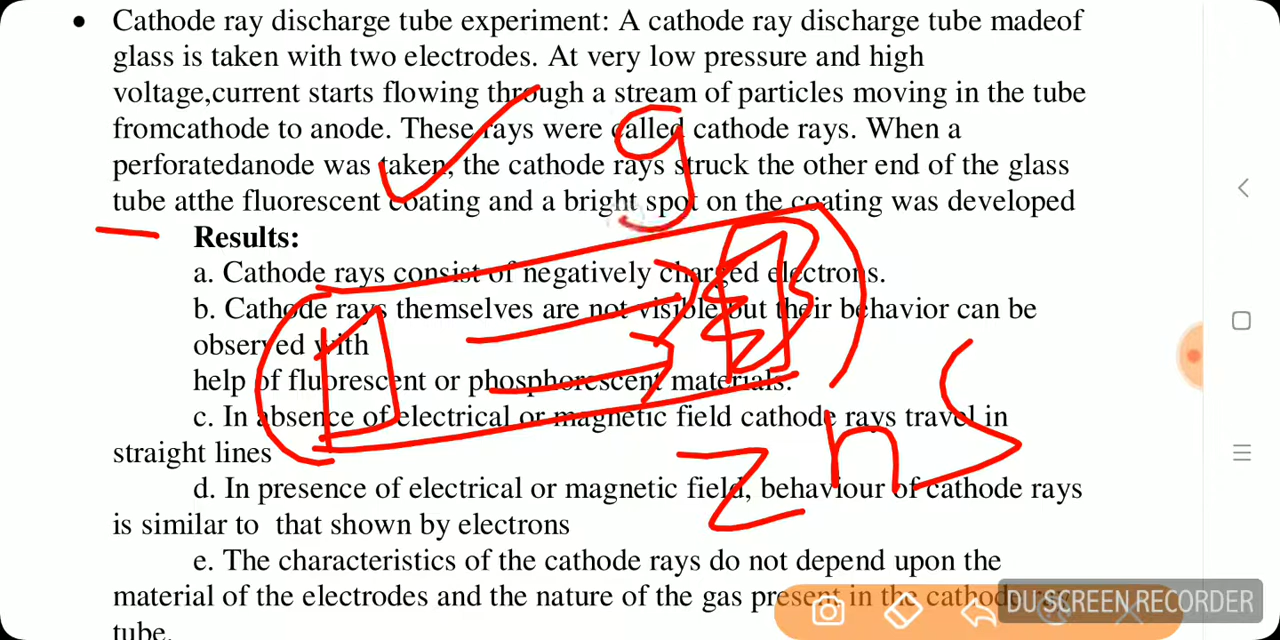 • Cathode ray discharge tube experiment: A cathode ray discharge tube madeof
glass is taken with two electrodes. At very low pressure and high
voltage,current starts flowing through a stream of particles moving in the tube
fromcathode to anode. These rays were called cathode rays. When a
perforatedanode was taken, the cathode rays struck the other end of the glass
tube atthe fluorescent coating and a bright spot on the coating was developed
g
Results:
a. Cathode rays consist of negatively charged electrons.
b. Cathode rays themselves are not visible but their behavior can be
observed with
help of fluorescent or phosphorescent materials.
c. In absence of electrical or magnetic field cathode rays travel in
straight lines
ZnS
d. In presence of electrical or magnetic field, behaviour of cathode rays
is similar to that shown by electrons
e. The characteristics of the cathode rays do not depend upon the
material of the electrodes and the nature of the gas present in the cathode ray
tube.
DU SCREEN RECORDER